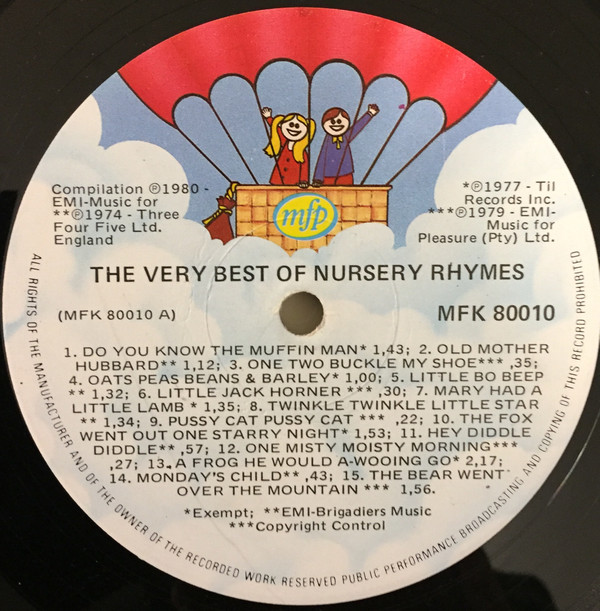 mfp
Compilation ℗1980 -
EMI-Music for
**℗1974 - Three
Four Five Ltd.
England
*℗1977 - Til
Records Inc.
***℗1979 - EMI-
Music for
Pleasure (Pty) Ltd.
THE VERY BEST OF NURSERY RHYMES
(MFK 80010 A)
MFK 80010
1. DO YOU KNOW THE MUFFIN MAN* 1,43; 2. OLD MOTHER
HUBBARD** 1,12; 3. ONE TWO BUCKLE MY SHOE*** ,35;
4. OATS PEAS BEANS & BARLEY* 1,00; 5. LITTLE BO BEEP
** 1,32; 6. LITTLE JACK HORNER *** ,30; 7. MARY HAD A
LITTLE LAMB * 1,35; 8. TWINKLE TWINKLE LITTLE STAR
** 1,34; 9. PUSSY CAT PUSSY CAT *** ,22; 10. THE FOX
WENT OUT ONE STARRY NIGHT* 1,53; 11. HEY DIDDLE
DIDDLE** ,57; 12. ONE MISTY MOISTY MORNING***
,27; 13. A FROG HE WOULD A-WOOING GO* 2,17;
14. MONDAY'S CHILD** ,43; 15. THE BEAR WENT
OVER THE MOUNTAIN *** 1,56.
*Exempt; **EMI-Brigadiers Music
***Copyright Control
ALL RIGHTS OF THE MANUFACTURER AND OF THE OWNER OF THE RECORDED WORK RESERVED PUBLIC PERFORMANCE BROADCASTING AND COPYING OF THIS RECORD PROHIBITED